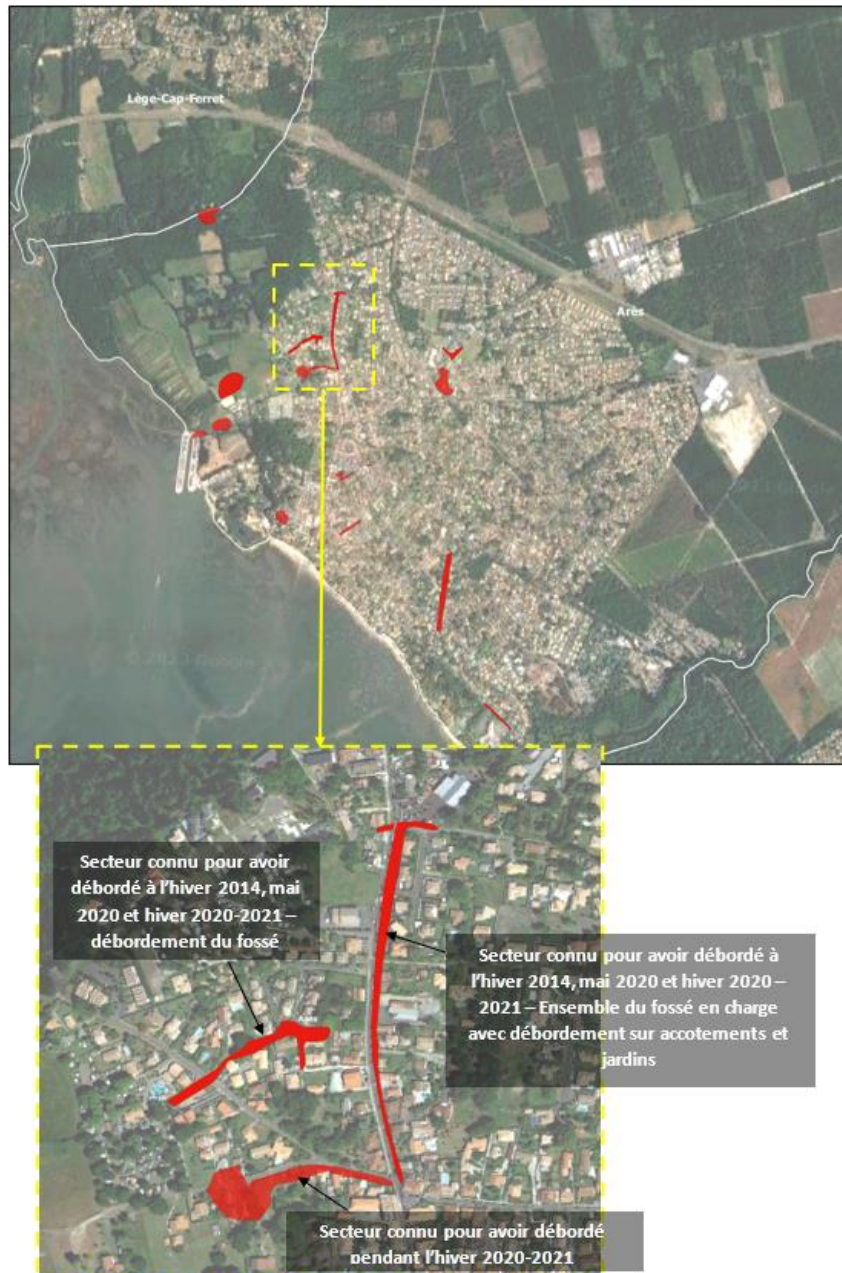 Lège-Cap-Ferret
Arès
Secteur connu pour avoir
débordé à l'hiver 2014, mai
2020 et hiver 2020-2021 –
débordement du fossé
Secteur connu pour avoir débordé à
l'hiver 2014, mai 2020 et hiver 2020 –
2021 – Ensemble du fossé en charge
avec débordement sur accotements et
jardins
Arès
Secteur connu pour avoir débordé
pendant l'hiver 2020-2021